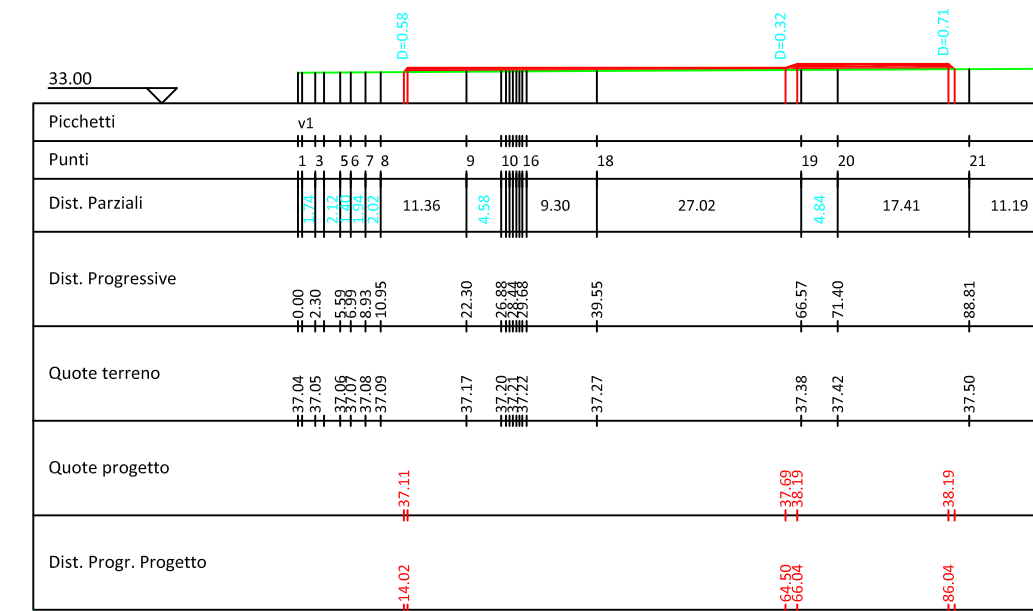 D=0.58 D=0.32 D=0.71
33.00
Picchetti v1
Punti 1 3 5 6 7 8 9 10 16 18 19 20 21
Dist. Parziali 1.74 2.12 1.40 1.94 2.02 11.36 4.58 9.30 27.02 4.84 17.41 11.19
Dist. Progressive 0.00 2.30 5.59 6.99 8.93 10.95 22.30 26.88 28.44 29.68 39.55 66.57 71.40 88.81
Quote terreno 37.04 37.05 37.06 37.07 37.08 37.09 37.17 37.20 37.21 37.22 37.27 37.38 37.42 37.50
Quote progetto 37.11 37.69 38.19 38.19
Dist. Progr. Progetto 14.02 64.50 66.04 86.04